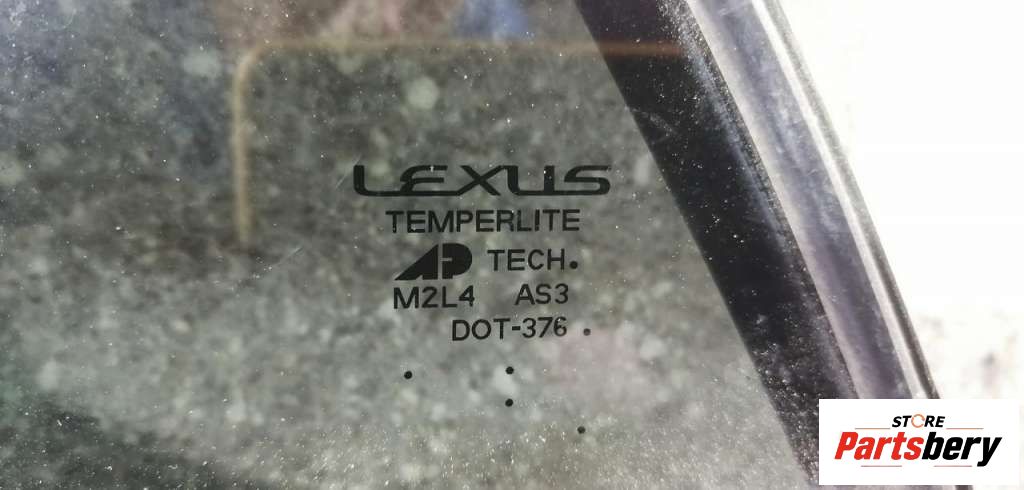 LEXUS
TEMPERLITE
AP TECH.
M2L4 AS3
DOT-376 .
STORE
Partsbery